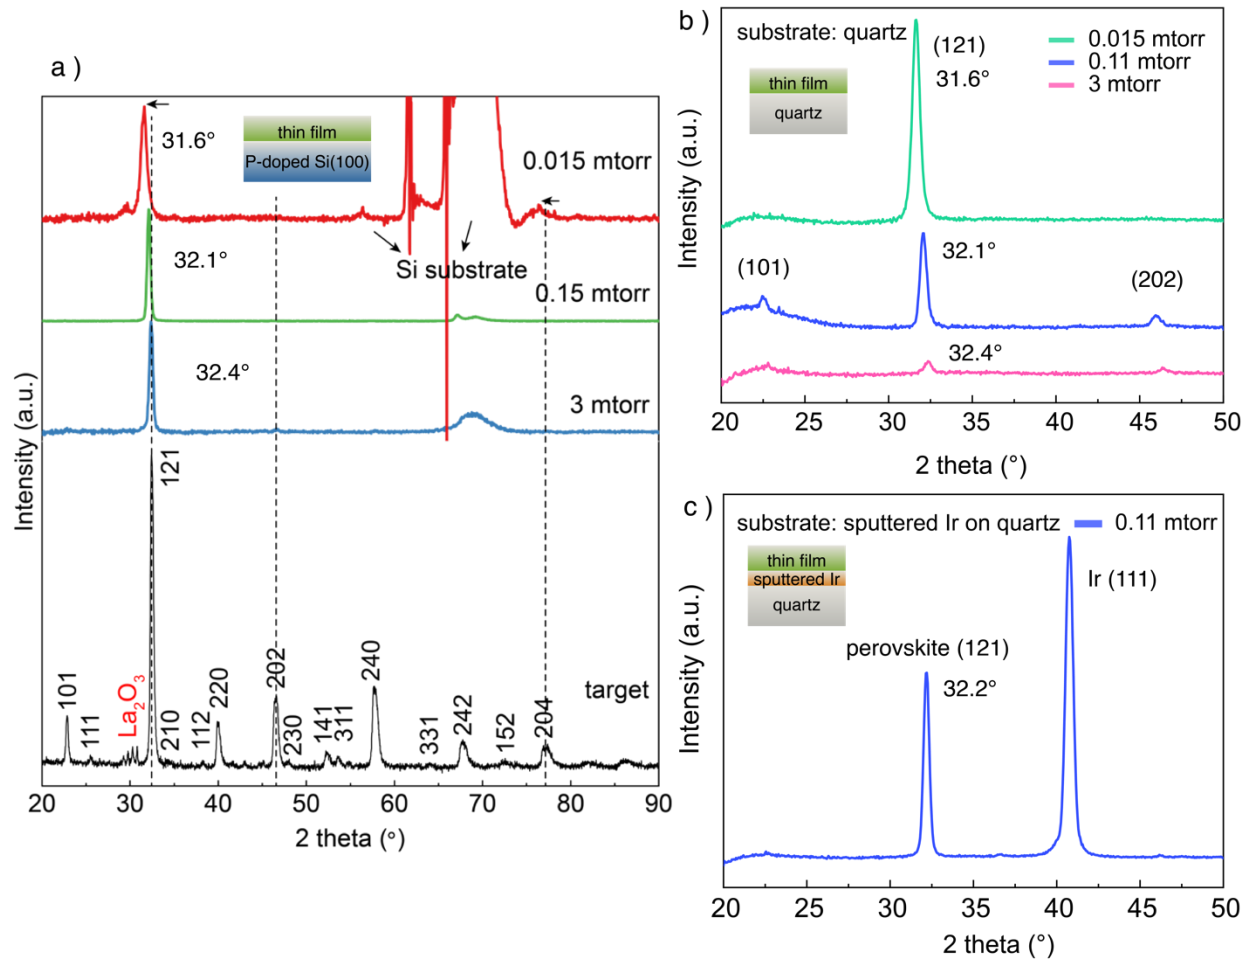 a )
31.6°
thin film
P-doped Si(100)
0.015 mtorr
Si substrate
32.1°
0.15 mtorr
32.4°
3 mtorr
Intensity (a.u.)
101
111
La2O3
121
210
112
220
202
230
141
311
240
331
242
152
204
target
20 30 40 50 60 70 80 90
2 theta (°)
b )
substrate: quartz
thin film
quartz
(121)
31.6°
0.015 mtorr
0.11 mtorr
3 mtorr
Intensity (a.u.)
(101)
32.1°
(202)
32.4°
20 25 30 35 40 45 50
2 theta (°)
c )
substrate: sputtered Ir on quartz
0.11 mtorr
thin film
sputtered Ir
quartz
Ir (111)
perovskite (121)
32.2°
Intensity (a.u.)
20 25 30 35 40 45 50
2 theta (°)